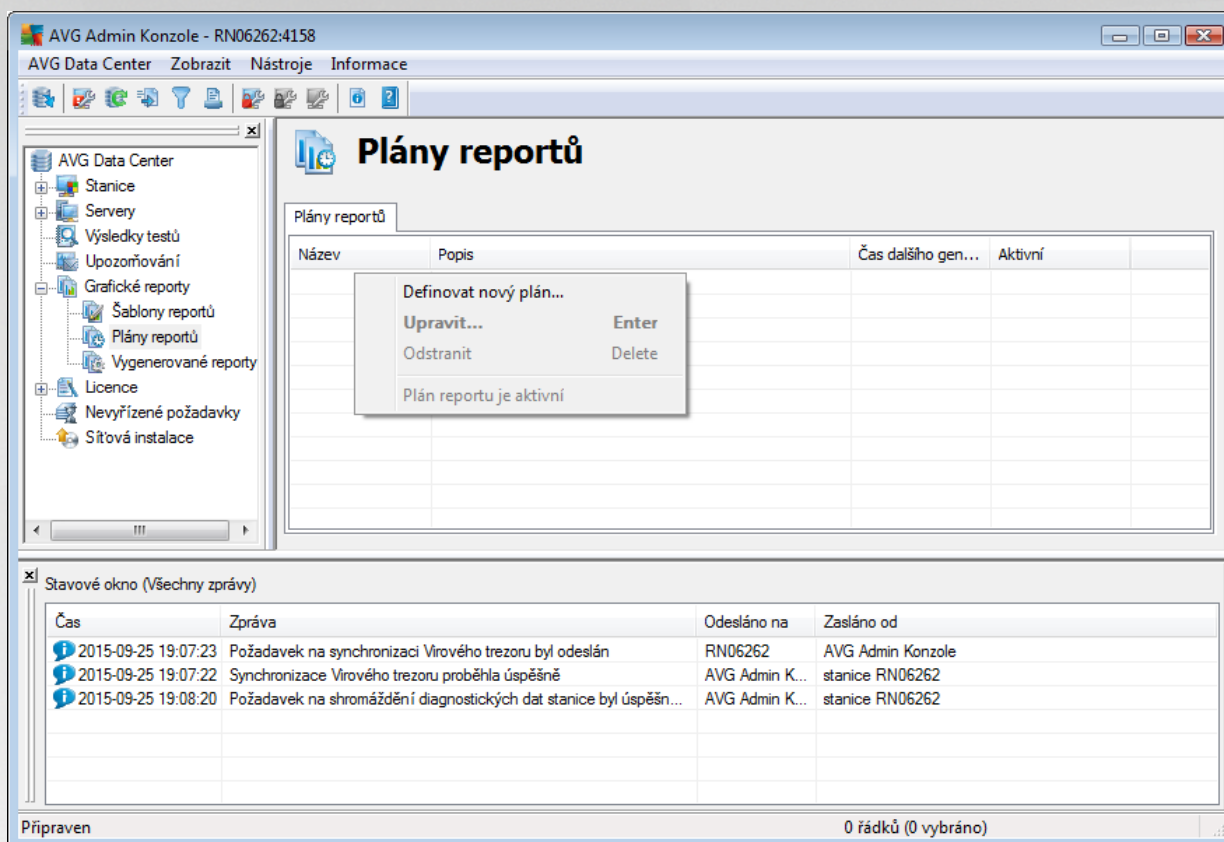 AVG Admin Konzole - RN06262:4158
AVG Data Center Zobrazit Nástroje Informace
AVG Data Center
Stanice
Servery
Výsledky testů
Upozorňování
Grafické reporty
Šablony reportů
Plány reportů
Vygenerované reporty
Licence
Nevyřízené požadavky
Síťová instalace
Plány reportů
Plány reportů
Název Popis Čas dalšího gen... Aktivní
Definovat nový plán...
Upravit... Enter
Odstranit Delete
Plán reportu je aktivní
Stavové okno (Všechny zprávy)
Čas Zpráva Odesláno na Zasláno od
2015-09-25 19:07:23 Požadavek na synchronizaci Virového trezoru byl odeslán RN06262 AVG Admin Konzole
2015-09-25 19:07:22 Synchronizace Virového trezoru proběhla úspěšně AVG Admin K... stanice RN06262
2015-09-25 19:08:20 Požadavek na shromáždění diagnostických dat stanice byl úspěšn... AVG Admin K... stanice RN06262
Připraven 0 řádků (0 vybráno)